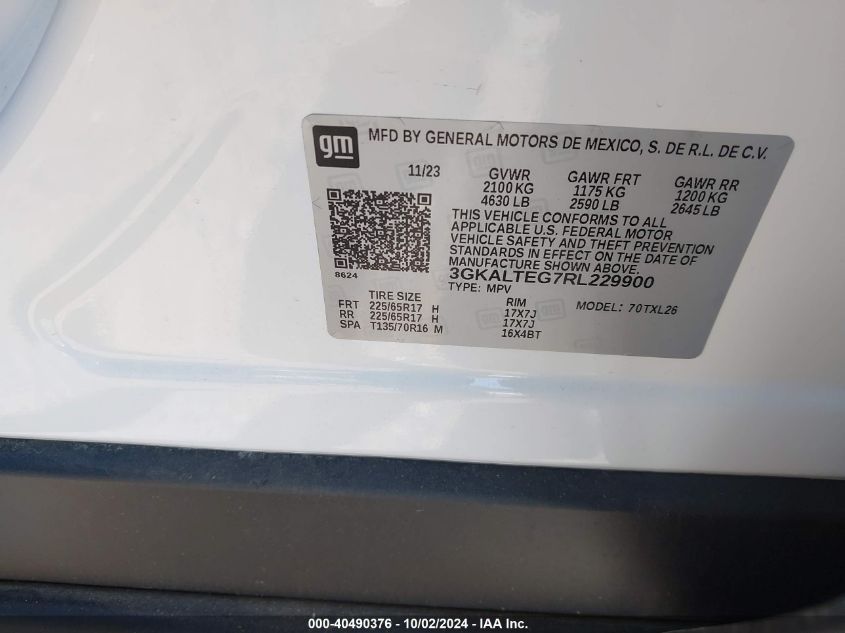 gm
MFD BY GENERAL MOTORS DE MEXICO, S. DE R.L. DE C.V.
11/23 GVWR GAWR FRT GAWR RR
2100 KG 1175 KG 1200 KG
4630 LB 2590 LB 2645 LB
THIS VEHICLE CONFORMS TO ALL
APPLICABLE U.S. FEDERAL MOTOR
VEHICLE SAFETY AND THEFT PREVENTION
STANDARDS IN EFFECT ON THE DATE OF
MANUFACTURE SHOWN ABOVE.
8624
3GKALTEG7RL229900
TYPE: MPV MODEL: 70TXL26
TIRE SIZE RIM
FRT 225/65R17 H 17X7J
RR 225/65R17 H 17X7J
SPA T135/70R16 M 16X4BT
000-40490376 - 10/02/2024 - IAA Inc.